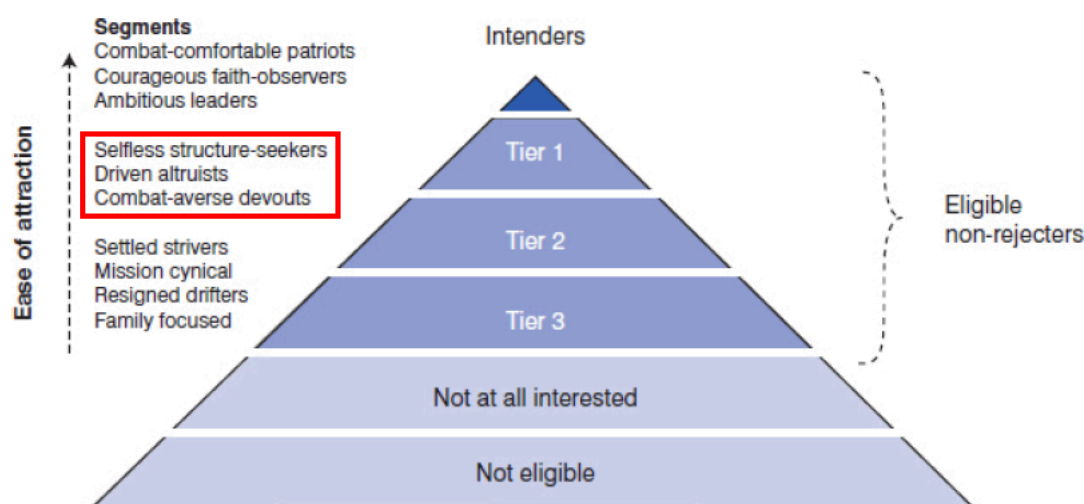 Segments
Combat-comfortable patriots
Courageous faith-observers
Ambitious leaders
Selfless structure-seekers
Driven altruists
Combat-averse devouts
Settled strivers
Mission cynical
Resigned drifters
Family focused
Ease of attraction
Intenders
Tier 1
Tier 2
Tier 3
Not at all interested
Not eligible
Eligible
non-rejecters